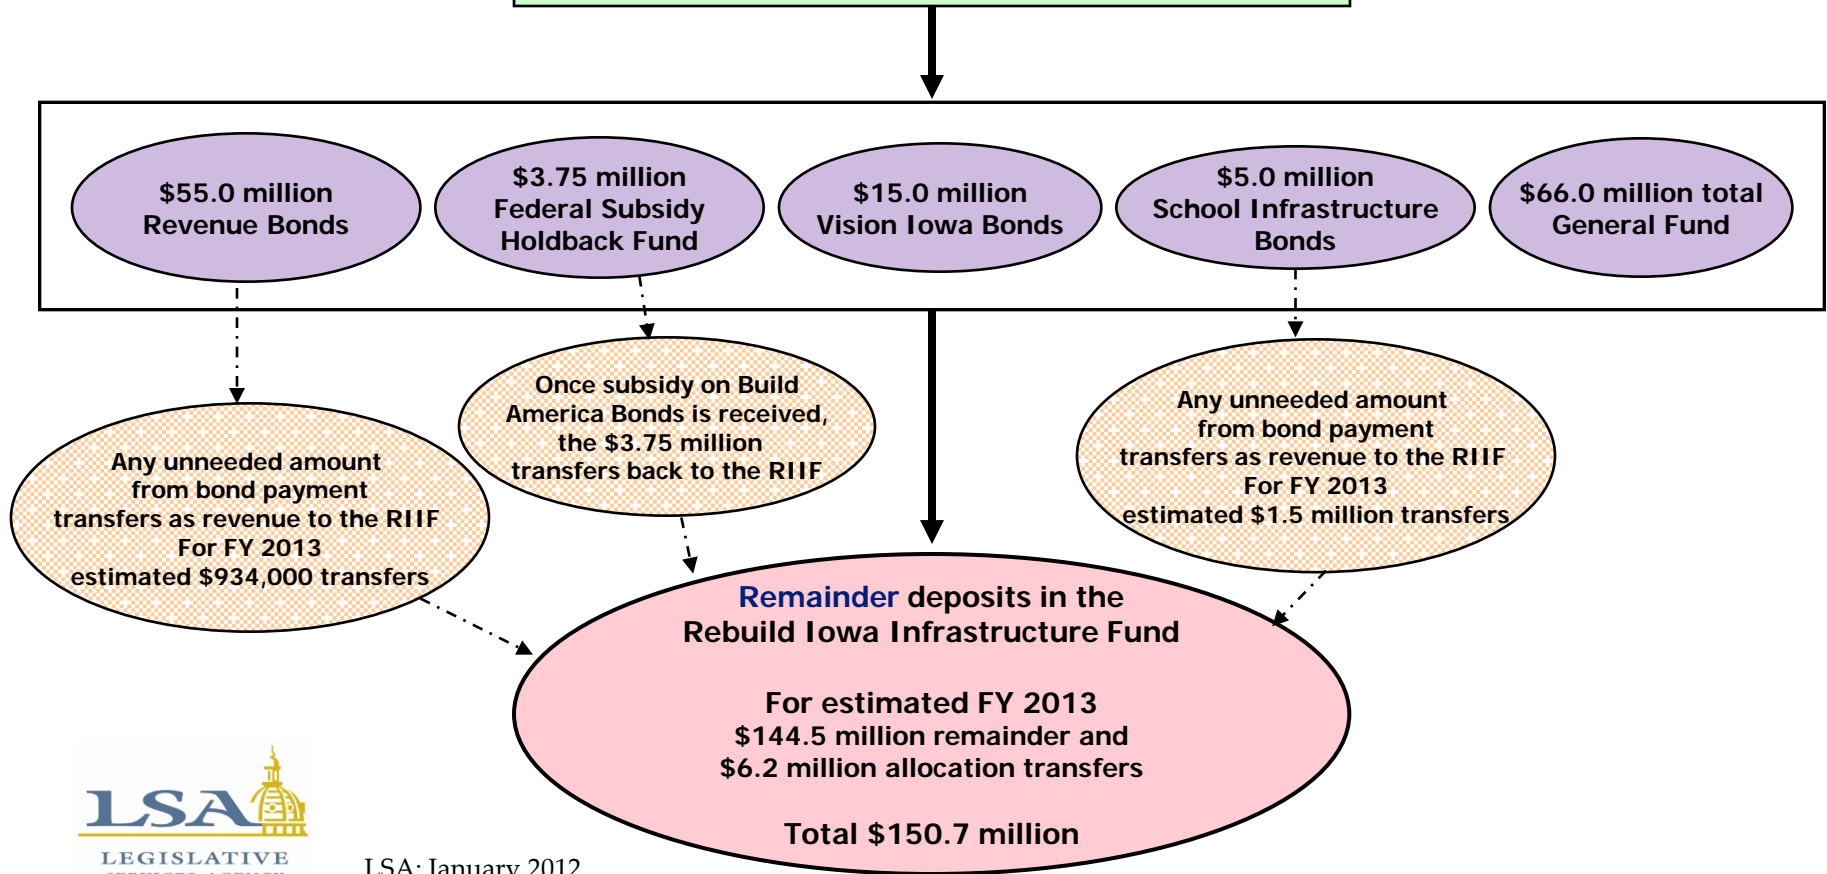 $55.0 million
Revenue Bonds
$3.75 million
Federal Subsidy
Holdback Fund
$15.0 million
Vision Iowa Bonds
$5.0 million
School Infrastructure
Bonds
$66.0 million total
General Fund
Any unneeded amount
from bond payment
transfers as revenue to the RIIF
For FY 2013
estimated $934,000 transfers
Once subsidy on Build
America Bonds is received,
the $3.75 million
transfers back to the RIIF
Any unneeded amount
from bond payment
transfers as revenue to the RIIF
For FY 2013
estimated $1.5 million transfers
Remainder deposits in the
Rebuild Iowa Infrastructure Fund
For estimated FY 2013
$144.5 million remainder and
$6.2 million allocation transfers
Total $150.7 million
LSA
LEGISLATIVE
SERVICES AGENCY
LSA: January 2012